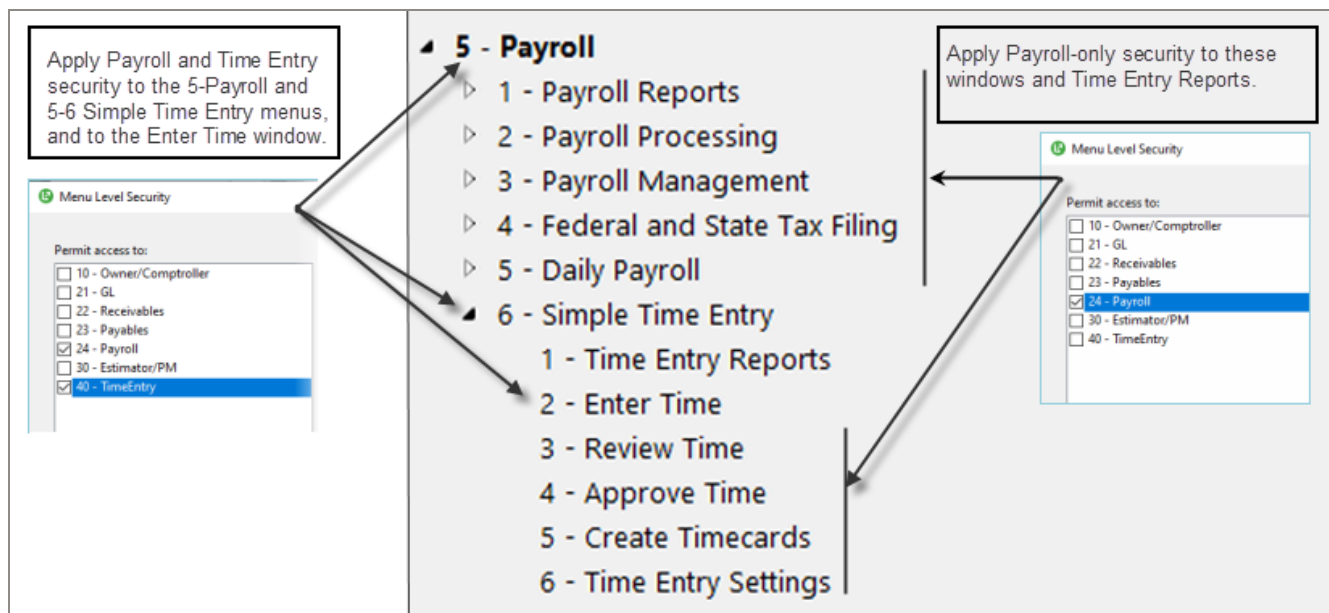 Apply Payroll and Time Entry
security to the 5-Payroll and
5-6 Simple Time Entry menus,
and to the Enter Time window.
Menu Level Security
Permit access to:
10 - Owner/Comptroller
21 - GL
22 - Receivables
23 - Payables
24 - Payroll
30 - Estimator/PM
40 - TimeEntry
5 - Payroll
1 - Payroll Reports
2 - Payroll Processing
3 - Payroll Management
4 - Federal and State Tax Filing
5 - Daily Payroll
6 - Simple Time Entry
1 - Time Entry Reports
2 - Enter Time
3 - Review Time
4 - Approve Time
5 - Create Timecards
6 - Time Entry Settings
Apply Payroll-only security to these
windows and Time Entry Reports.
Menu Level Security
Permit access to:
10 - Owner/Comptroller
21 - GL
22 - Receivables
23 - Payables
24 - Payroll
30 - Estimator/PM
40 - TimeEntry